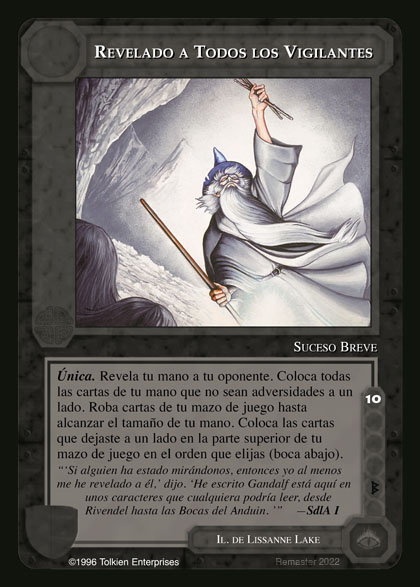 Revelado a Todos los Vigilantes
Suceso Breve
Única. Revela tu mano a tu oponente. Coloca todas
las cartas de tu mano que no sean adversidades a un
lado. Roba cartas de tu mazo de juego hasta
alcanzar el tamaño de tu mano. Coloca las cartas
que dejaste a un lado en la parte superior de tu
mazo de juego en el orden que elijas (boca abajo).
10
“‘Si alguien ha estado mirándonos, entonces yo al menos
me he revelado a él,’ dijo. ‘He escrito Gandalf está aquí en
unos caracteres que cualquiera podría leer, desde
Rivendel hasta las Bocas del Anduin.’” —SdlA I
Il. de Lissanne Lake
©1996 Tolkien Enterprises
Remaster 2022